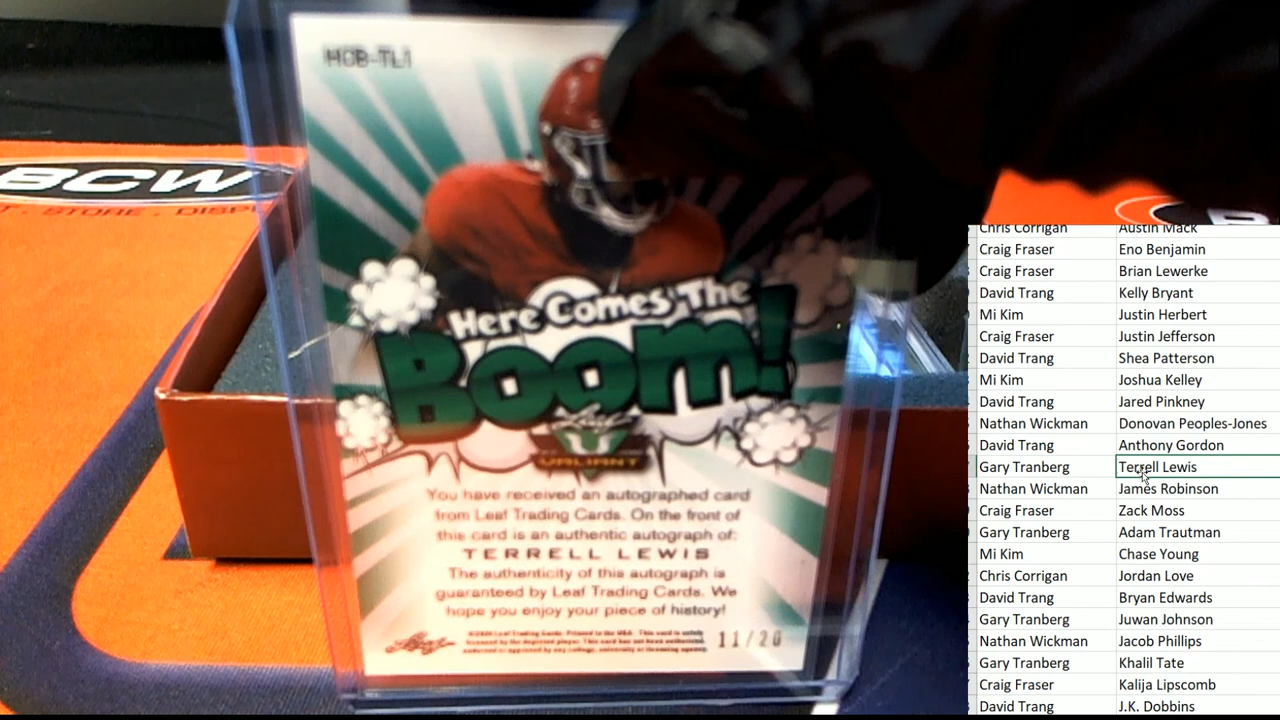 HCB-TL1
BCW
STORE . DISP
HERE COMES THE
BOOM!
Leaf
VALIANT
You have received an autographed card
from Leaf Trading Cards. On the front of
this card is an authentic autograph of:
TERRELL LEWIS
The authenticity of this autograph is
guaranteed by Leaf Trading Cards. We
hope you enjoy your piece of history!
Leaf
11/20
Chris Corrigan Austin Mack
Craig Fraser Eno Benjamin
Craig Fraser Brian Lewerke
David Trang Kelly Bryant
Mi Kim Justin Herbert
Craig Fraser Justin Jefferson
David Trang Shea Patterson
Mi Kim Joshua Kelley
David Trang Jared Pinkney
Nathan Wickman Donovan Peoples-Jones
David Trang Anthony Gordon
Gary Tranberg Terrell Lewis
Nathan Wickman James Robinson
Craig Fraser Zack Moss
Gary Tranberg Adam Trautman
Mi Kim Chase Young
Chris Corrigan Jordan Love
David Trang Bryan Edwards
Gary Tranberg Juwan Johnson
Nathan Wickman Jacob Phillips
Gary Tranberg Khalil Tate
Craig Fraser Kalija Lipscomb
David Trang J.K. Dobbins